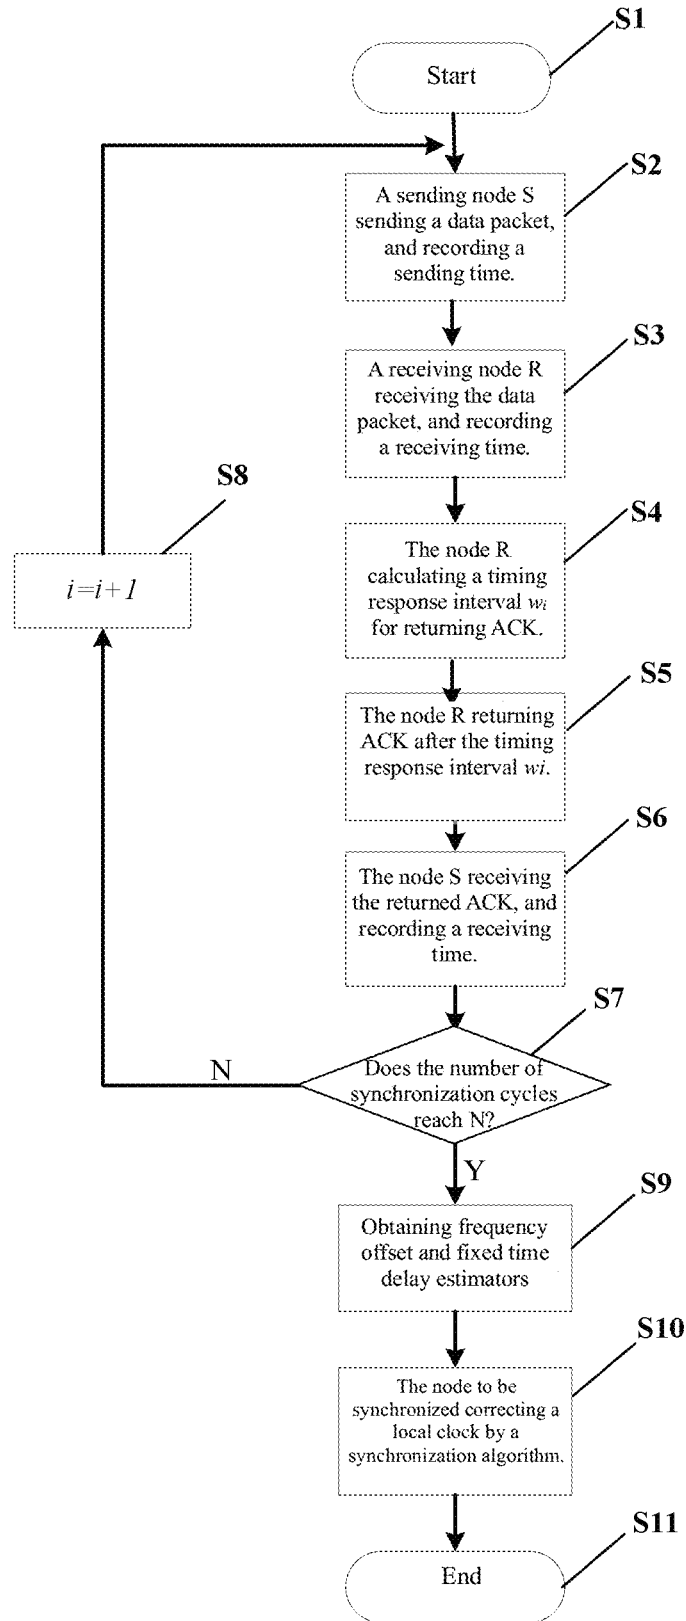 S1
Start
S2
A sending node S
sending a data packet,
and recording a
sending time.
S3
A receiving node R
receiving the data
packet, and recording
a receiving time.
S8
i=i+1
S4
The node R
calculating a timing
response interval wi
for returning ACK.
S5
The node R returning
ACK after the timing
response interval wi.
S6
The node S receiving
the returned ACK, and
recording a receiving
time.
S7
N
Does the number of
synchronization cycles
reach N?
Y
S9
Obtaining frequency
offset and fixed time
delay estimators
S10
The node to be
synchronized correcting a
local clock by a
synchronization algorithm.
S11
End